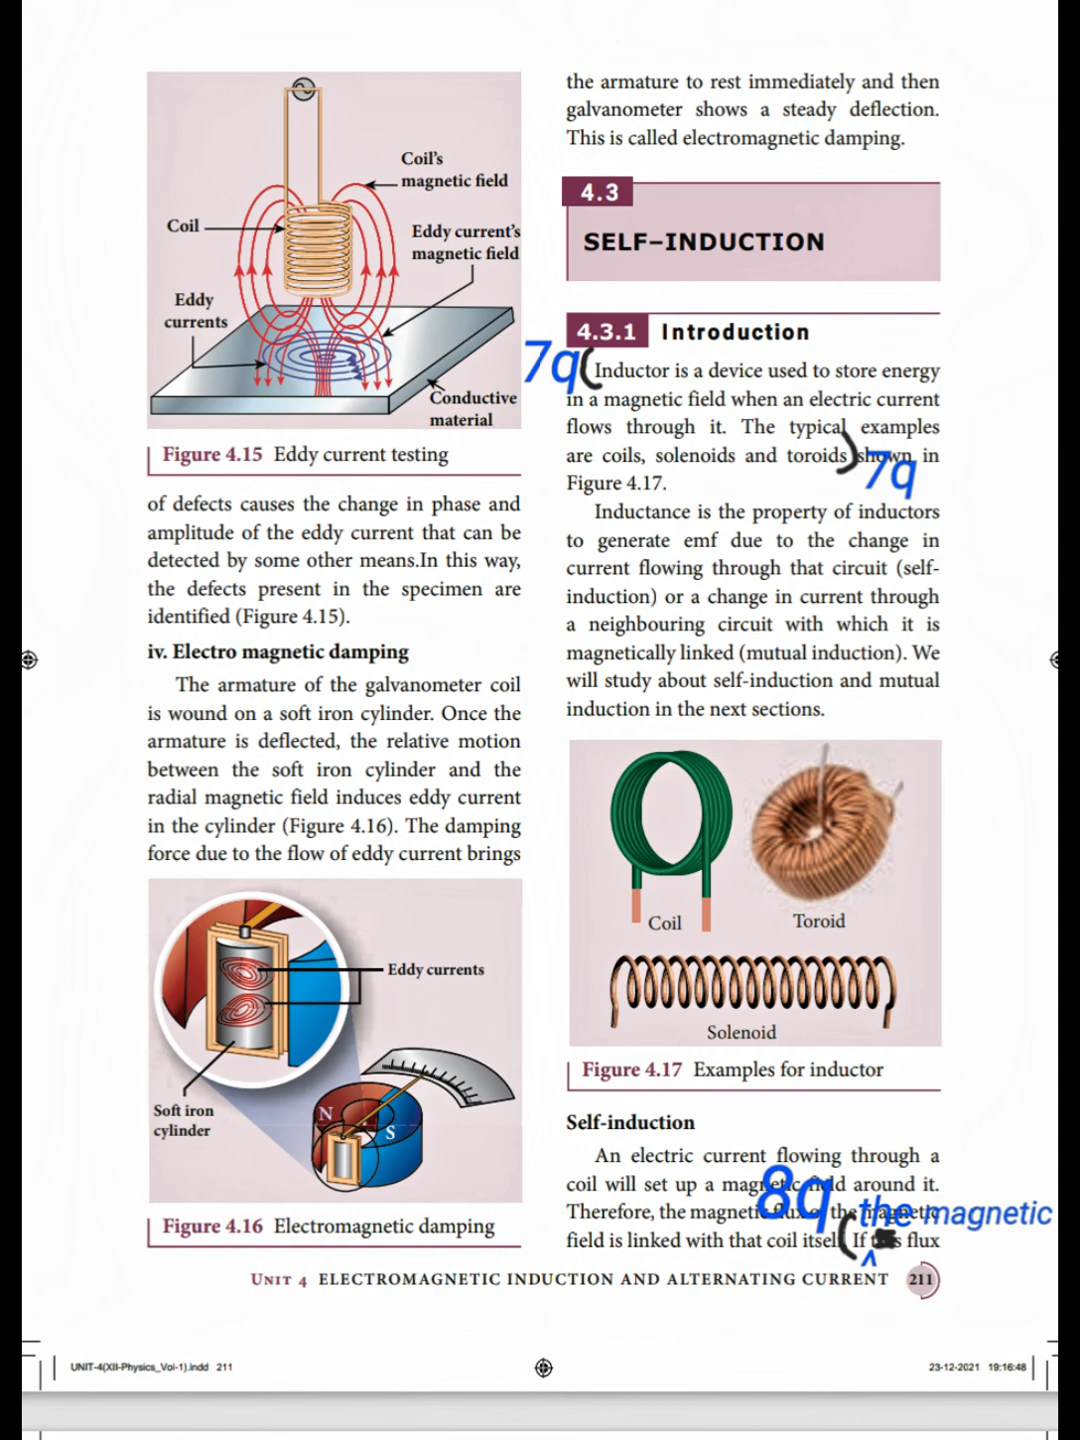 Coil's
magnetic field
Coil
Eddy current's
magnetic field
Eddy
currents
Conductive
material
Figure 4.15 Eddy current testing
of defects causes the change in phase and
amplitude of the eddy current that can be
detected by some other means.In this way,
the defects present in the specimen are
identified (Figure 4.15).
iv. Electro magnetic damping
The armature of the galvanometer coil
is wound on a soft iron cylinder. Once the
armature is deflected, the relative motion
between the soft iron cylinder and the
radial magnetic field induces eddy current
in the cylinder (Figure 4.16). The damping
force due to the flow of eddy current brings
Eddy currents
Soft iron
cylinder
N
S
Figure 4.16 Electromagnetic damping
the armature to rest immediately and then
galvanometer shows a steady deflection.
This is called electromagnetic damping.
4.3
SELF–INDUCTION
4.3.1 Introduction
7q(
Inductor is a device used to store energy
in a magnetic field when an electric current
flows through it. The typical examples
are coils, solenoids and toroids) shown in
7q
Figure 4.17.
Inductance is the property of inductors
to generate emf due to the change in
current flowing through that circuit (self-
induction) or a change in current through
a neighbouring circuit with which it is
magnetically linked (mutual induction). We
will study about self-induction and mutual
induction in the next sections.
Coil
Toroid
Solenoid
Figure 4.17 Examples for inductor
Self-induction
An electric current flowing through a
coil will set up a magnetic field around it.
8q
Therefore, the magnetic flux of the magnetic
the magnetic
field is linked with that coil itself. (If flux
UNIT 4 ELECTROMAGNETIC INDUCTION AND ALTERNATING CURRENT 211
UNIT-4(XII-Physics_Vol-1).indd 211
23-12-2021 19:16:48